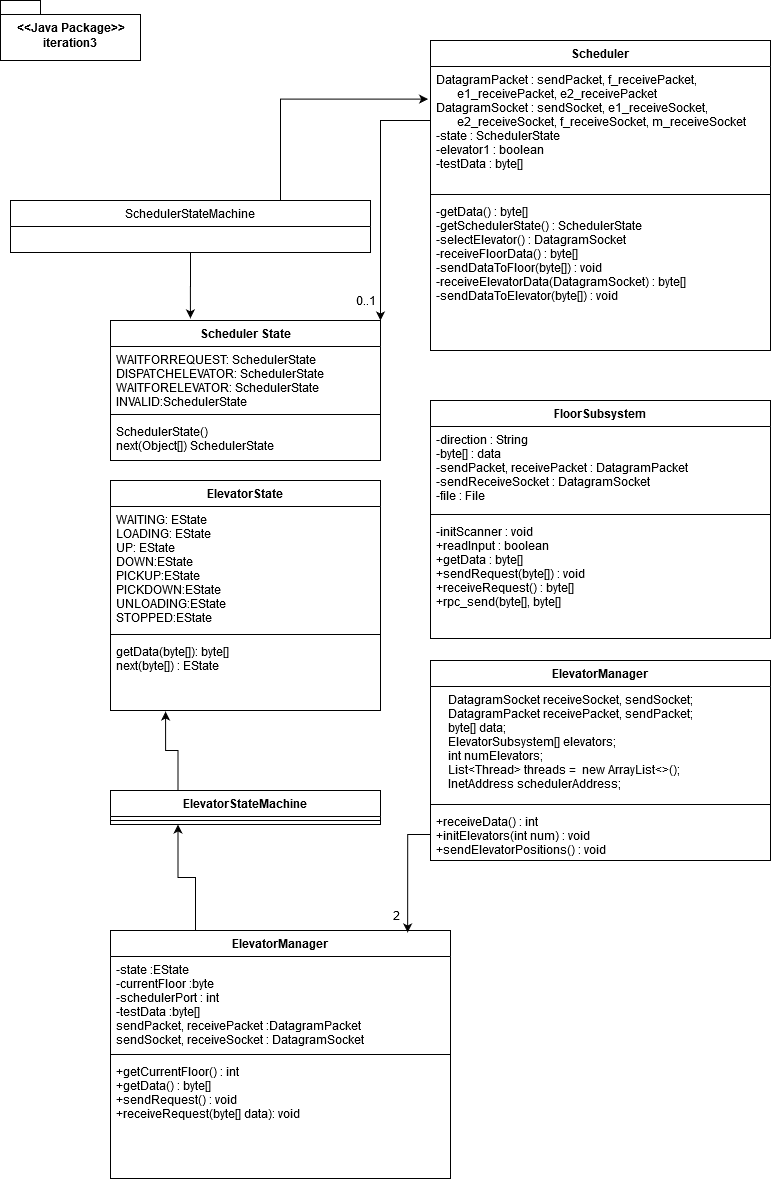 <<Java Package>>
iteration3
Scheduler
DatagramPacket : sendPacket, f_receivePacket,
e1_receivePacket, e2_receivePacket
DatagramSocket : sendSocket, e1_receiveSocket,
e2_receiveSocket, f_receiveSocket, m_receiveSocket
-state : SchedulerState
-elevator1 : boolean
-testData : byte[]
-getData() : byte[]
-getSchedulerState() : SchedulerState
-selectElevator() : DatagramSocket
-receiveFloorData() : byte[]
-sendDataToFloor(byte[]) : void
-receiveElevatorData(DatagramSocket) : byte[]
-sendDataToElevator(byte[]) : void
SchedulerStateMachine
0..1
Scheduler State
WAITFORREQUEST: SchedulerState
DISPATCHELEVATOR: SchedulerState
WAITFORELEVATOR: SchedulerState
INVALID:SchedulerState
SchedulerState()
next(Object[]) SchedulerState
FloorSubsystem
-direction : String
-byte[] : data
-sendPacket, receivePacket : DatagramPacket
-sendReceiveSocket : DatagramSocket
-file : File
-initScanner : void
+readInput : boolean
+getData : byte[]
+sendRequest(byte[]) : void
+receiveRequest() : byte[]
+rpc_send(byte[], byte[]
ElevatorState
WAITING: EState
LOADING: EState
UP: EState
DOWN:EState
PICKUP:EState
PICKDOWN:EState
UNLOADING:EState
STOPPED:EState
getData(byte[]): byte[]
next(byte[]) : EState
ElevatorManager
DatagramSocket receiveSocket, sendSocket;
DatagramPacket receivePacket, sendPacket;
byte[] data;
ElevatorSubsystem[] elevators;
int numElevators;
List<Thread> threads = new ArrayList<>();
InetAddress schedulerAddress;
+receiveData() : int
+initElevators(int num) : void
+sendElevatorPositions() : void
ElevatorStateMachine
2
ElevatorManager
-state :EState
-currentFloor :byte
-schedulerPort : int
-testData :byte[]
sendPacket, receivePacket :DatagramPacket
sendSocket, receiveSocket : DatagramSocket
+getCurrentFloor() : int
+getData() : byte[]
+sendRequest() : void
+receiveRequest(byte[] data): void